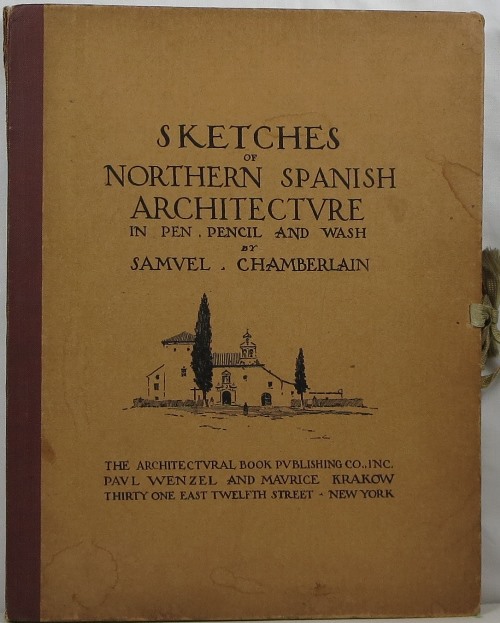 SKETCHES
OF
NORTHERN SPANISH
ARCHITECTVRE
IN PEN . PENCIL AND WASH
BY
SAMVEL . CHAMBERLAIN
THE ARCHITECTVRAL BOOK PVBLISHING CO., INC.
PAVL WENZEL AND MAVRICE KRAKOW
THIRTY ONE EAST TWELFTH STREET - NEW YORK